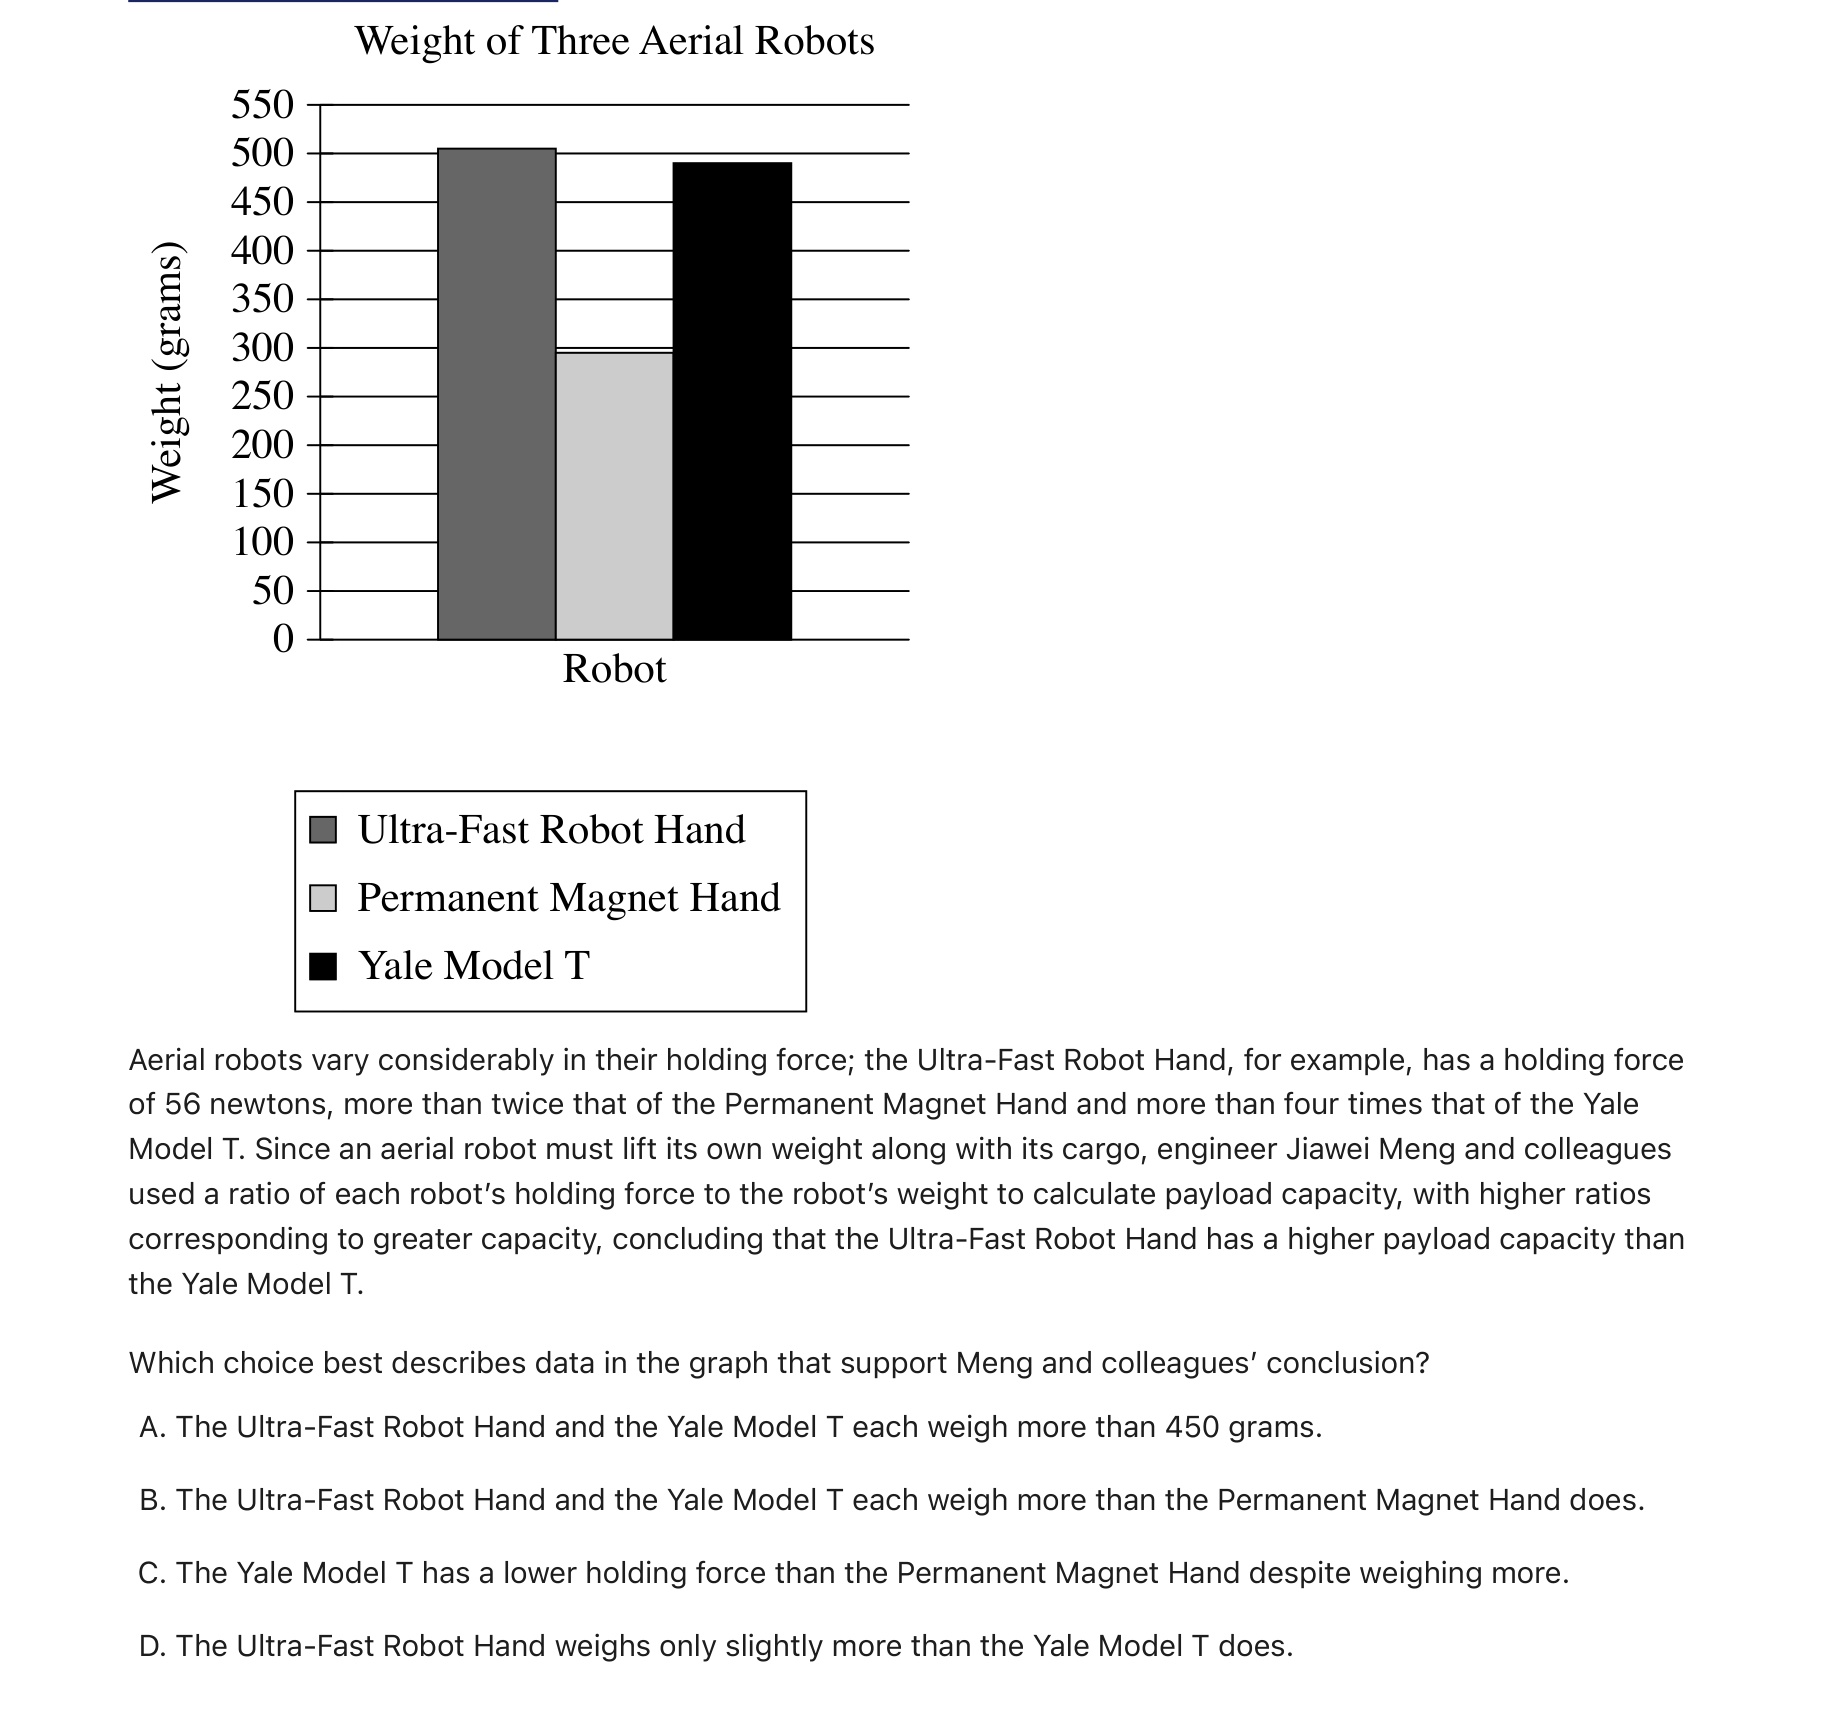 Weight of Three Aerial Robots
550
500
450
400
350
300
250
200
150
100
50
0
Weight (grams)
Robot
Ultra-Fast Robot Hand
Permanent Magnet Hand
Yale Model T
Aerial robots vary considerably in their holding force; the Ultra-Fast Robot Hand, for example, has a holding force
of 56 newtons, more than twice that of the Permanent Magnet Hand and more than four times that of the Yale
Model T. Since an aerial robot must lift its own weight along with its cargo, engineer Jiawei Meng and colleagues
used a ratio of each robot’s holding force to the robot’s weight to calculate payload capacity, with higher ratios
corresponding to greater capacity, concluding that the Ultra-Fast Robot Hand has a higher payload capacity than
the Yale Model T.
Which choice best describes data in the graph that support Meng and colleagues’ conclusion?
A. The Ultra-Fast Robot Hand and the Yale Model T each weigh more than 450 grams.
B. The Ultra-Fast Robot Hand and the Yale Model T each weigh more than the Permanent Magnet Hand does.
C. The Yale Model T has a lower holding force than the Permanent Magnet Hand despite weighing more.
D. The Ultra-Fast Robot Hand weighs only slightly more than the Yale Model T does.